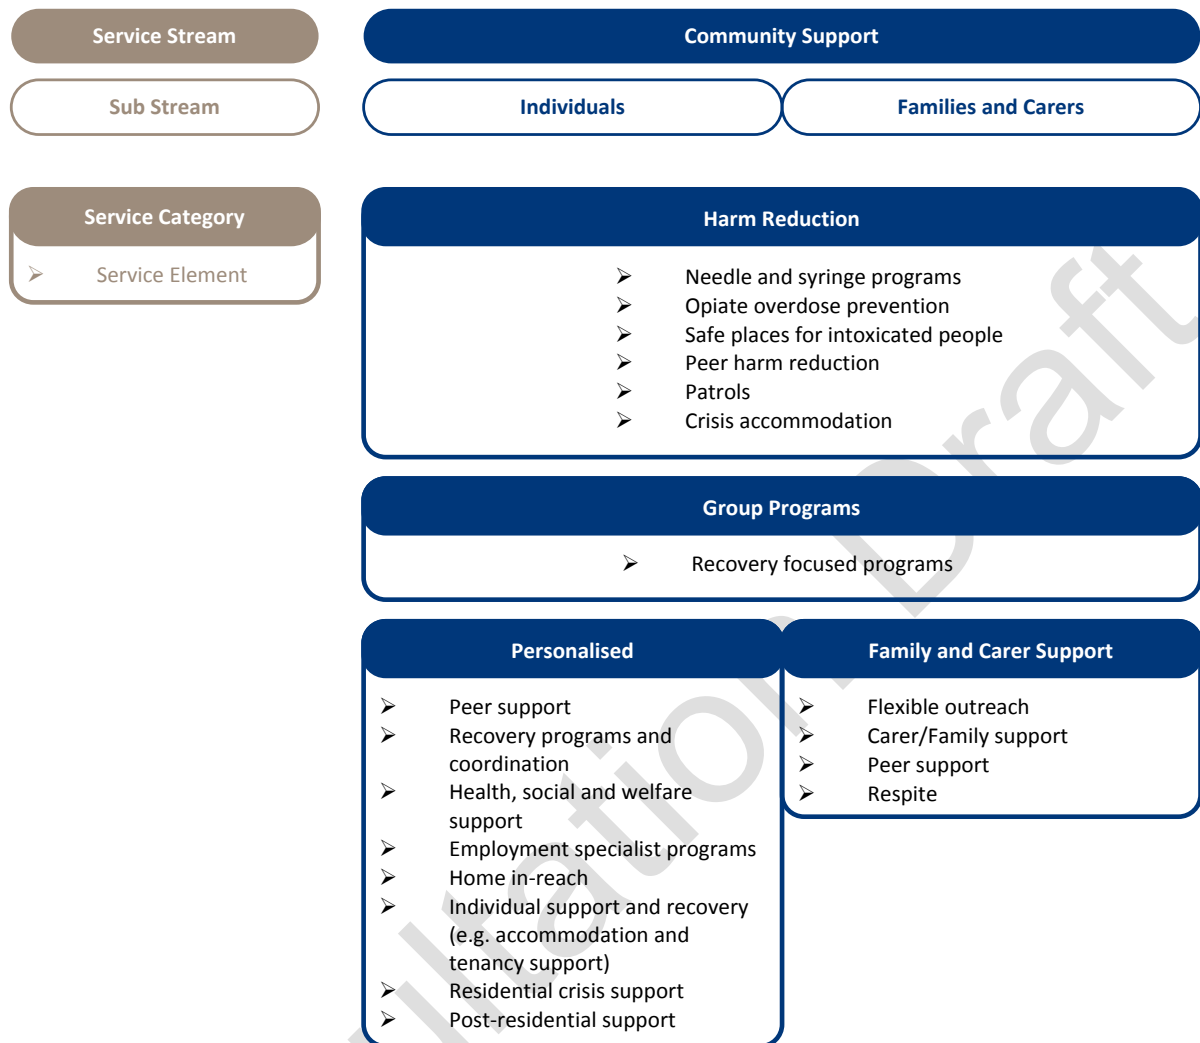 Service Stream
Community Support
Sub Stream
Individuals
Families and Carers
Service Category
➢ Service Element
Harm Reduction
➢ Needle and syringe programs
➢ Opiate overdose prevention
➢ Safe places for intoxicated people
➢ Peer harm reduction
➢ Patrols
➢ Crisis accommodation
Group Programs
➢ Recovery focused programs
Personalised
➢ Peer support
➢ Recovery programs and
coordination
➢ Health, social and welfare
support
➢ Employment specialist programs
➢ Home in-reach
➢ Individual support and recovery
(e.g. accommodation and
tenancy support)
➢ Residential crisis support
➢ Post-residential support
Family and Carer Support
➢ Flexible outreach
➢ Carer/Family support
➢ Peer support
➢ Respite
ultation Draft